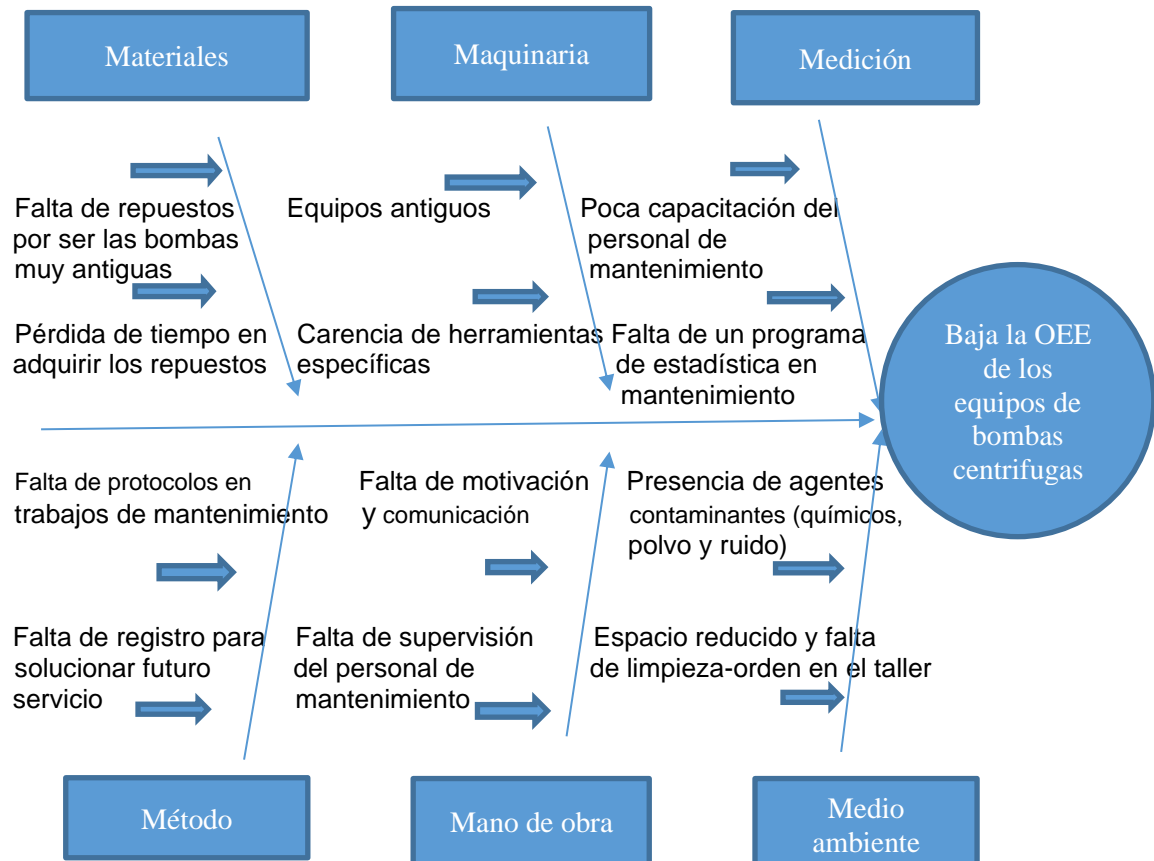 Materiales
Maquinaria
Medición
Falta de repuestos
por ser las bombas
muy antiguas
Equipos antiguos
Poca capacitación del
personal de
mantenimiento
Pérdida de tiempo en
adquirir los repuestos
Carencia de herramientas
específicas
Falta de un programa
de estadística en
mantenimiento
Baja la OEE
de los
equipos de
bombas
centrifugas
Falta de protocolos en
trabajos de mantenimiento
Falta de motivación
y comunicación
Presencia de agentes
contaminantes (químicos,
polvo y ruido)
Falta de registro para
solucionar futuro
servicio
Falta de supervisión
del personal de
mantenimiento
Espacio reducido y falta
de limpieza-orden en el taller
Método
Mano de obra
Medio
ambiente